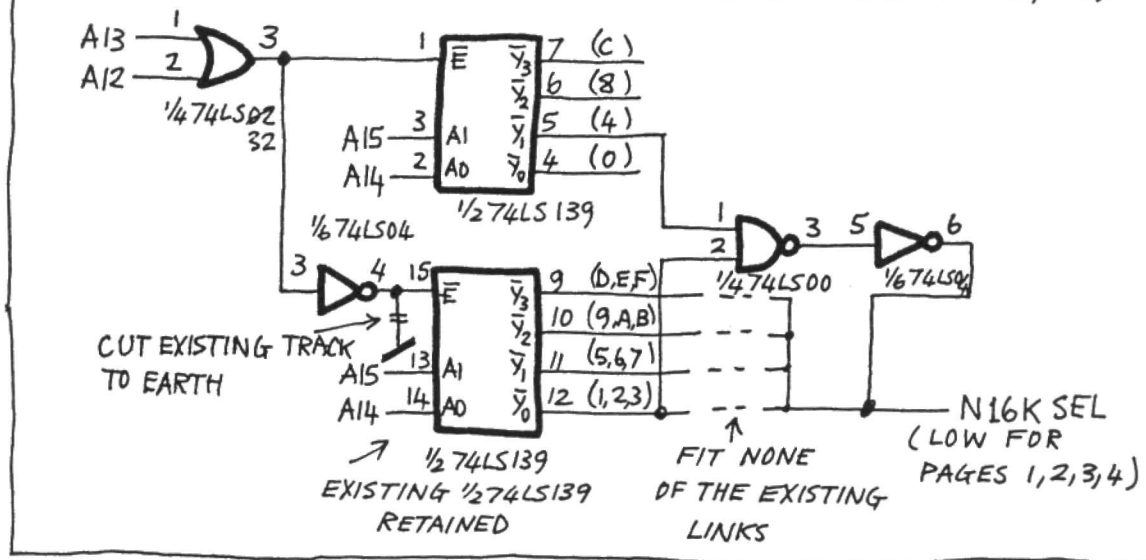 1
A13
3
2
A12
1/4 74LS02
32
1
E
Y3
7 (C)
Y2
6 (8)
3
A15
A1
Y1
5 (4)
2
A14
A0
Y0
4 (0)
1/2 74LS139
1/6 74LS04
3
4
15
E
Y3
9 (D,E,F)
Y2
10 (9,A,B)
CUT EXISTING TRACK
TO EARTH
A15
13
A1
Y1
11 (5,6,7)
A14
14
A0
Y0
12 (1,2,3)
1/2 74LS139
EXISTING 1/2 74LS139
RETAINED
1
2
3
1/4 74LS00
5
6
1/6 74LS04
FIT NONE
OF THE EXISTING
LINKS
N16K SEL
(LOW FOR
PAGES 1,2,3,4)